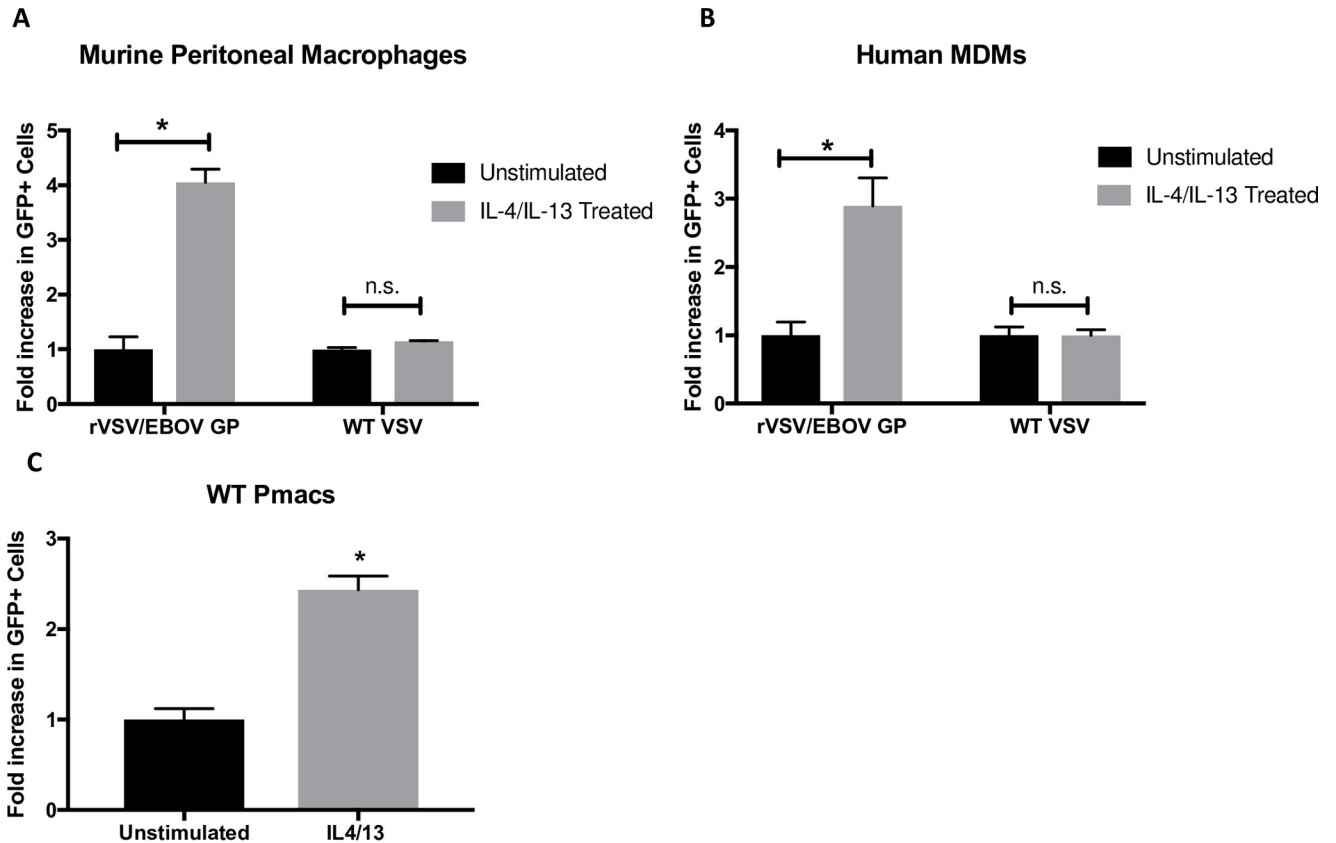 A
Murine Peritoneal Macrophages
Fold increase in GFP+ Cells
5
4
3
2
1
0
*
n.s.
Unstimulated
IL-4/IL-13 Treated
rVSV/EBOV GP
WT VSV
B
Human MDMs
Fold increase in GFP+ Cells
4
3
2
1
0
*
n.s.
Unstimulated
IL-4/IL-13 Treated
rVSV/EBOV GP
WT VSV
C
WT Pmacs
Fold increase in GFP+ Cells
3
2
1
0
*
Unstimulated
IL4/13